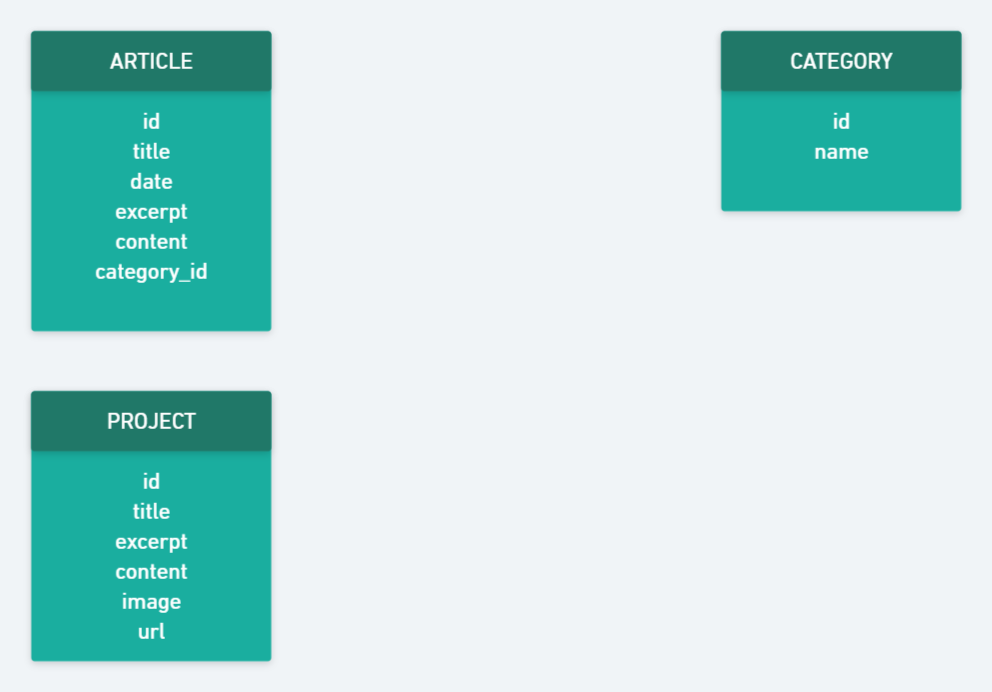 ARTICLE
id
title
date
excerpt
content
category_id
CATEGORY
id
name
PROJECT
id
title
excerpt
content
image
url